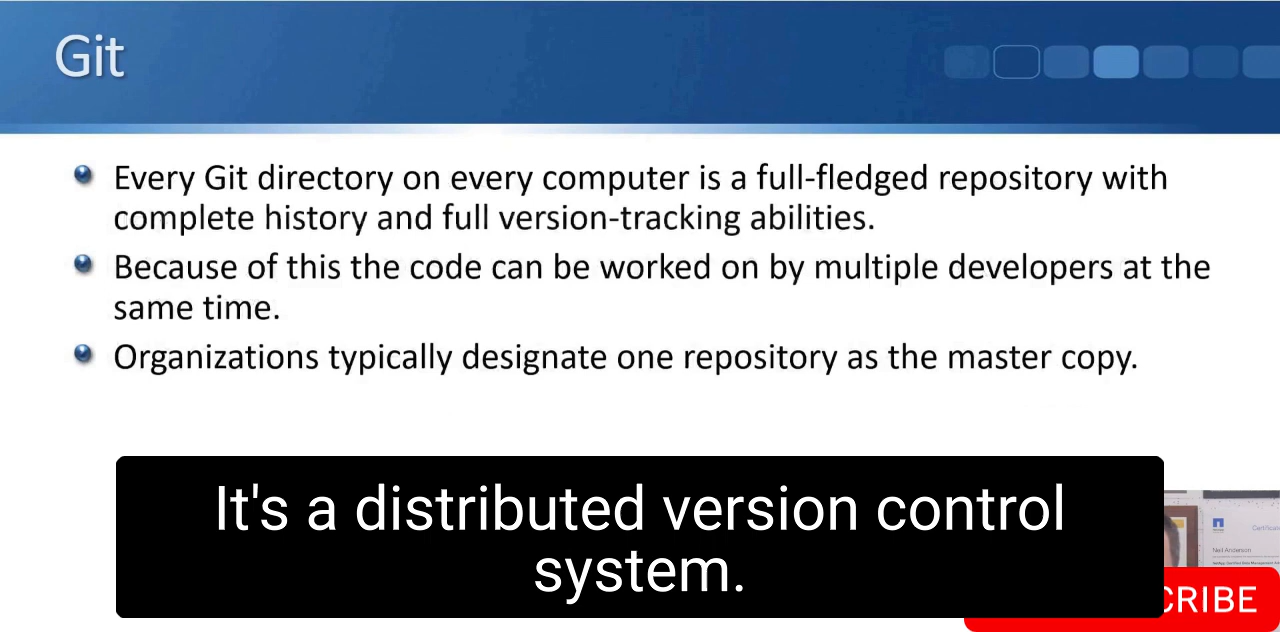 Git
Every Git directory on every computer is a full-fledged repository with
complete history and full version-tracking abilities.
Because of this the code can be worked on by multiple developers at the
same time.
Organizations typically designate one repository as the master copy.
It's a distributed version control
system.
Neil Anderson
CRIBE